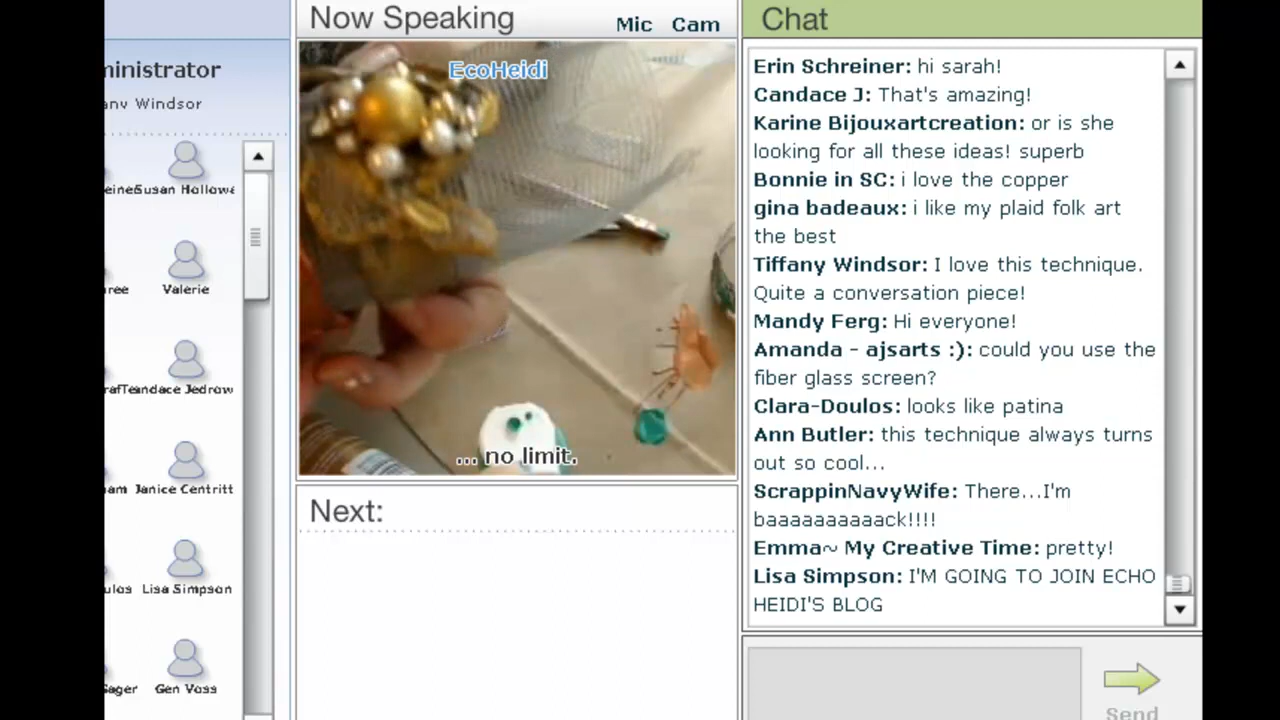 ministrator
any Windsor
Susan Hollowa
ree
Valerie
Janice Centritt
Lisa Simpson
Gen Voss
Now Speaking
Mic Cam
EcoHeidi
... no limit.
Next:
Chat
Erin Schreiner: hi sarah!
Candace J: That's amazing!
Karine Bijouxartcreation: or is she
looking for all these ideas! superb
Bonnie in SC: i love the copper
gina badeaux: i like my plaid folk art
the best
Tiffany Windsor: I love this technique.
Quite a conversation piece!
Mandy Ferg: Hi everyone!
Amanda - ajsarts :): could you use the
fiber glass screen?
Clara-Doulos: looks like patina
Ann Butler: this technique always turns
out so cool...
ScrappinNavyWife: There...I'm
baaaaaaaaaack!!!!
Emma~ My Creative Time: pretty!
Lisa Simpson: I'M GOING TO JOIN ECHO
HEIDI'S BLOG
Send